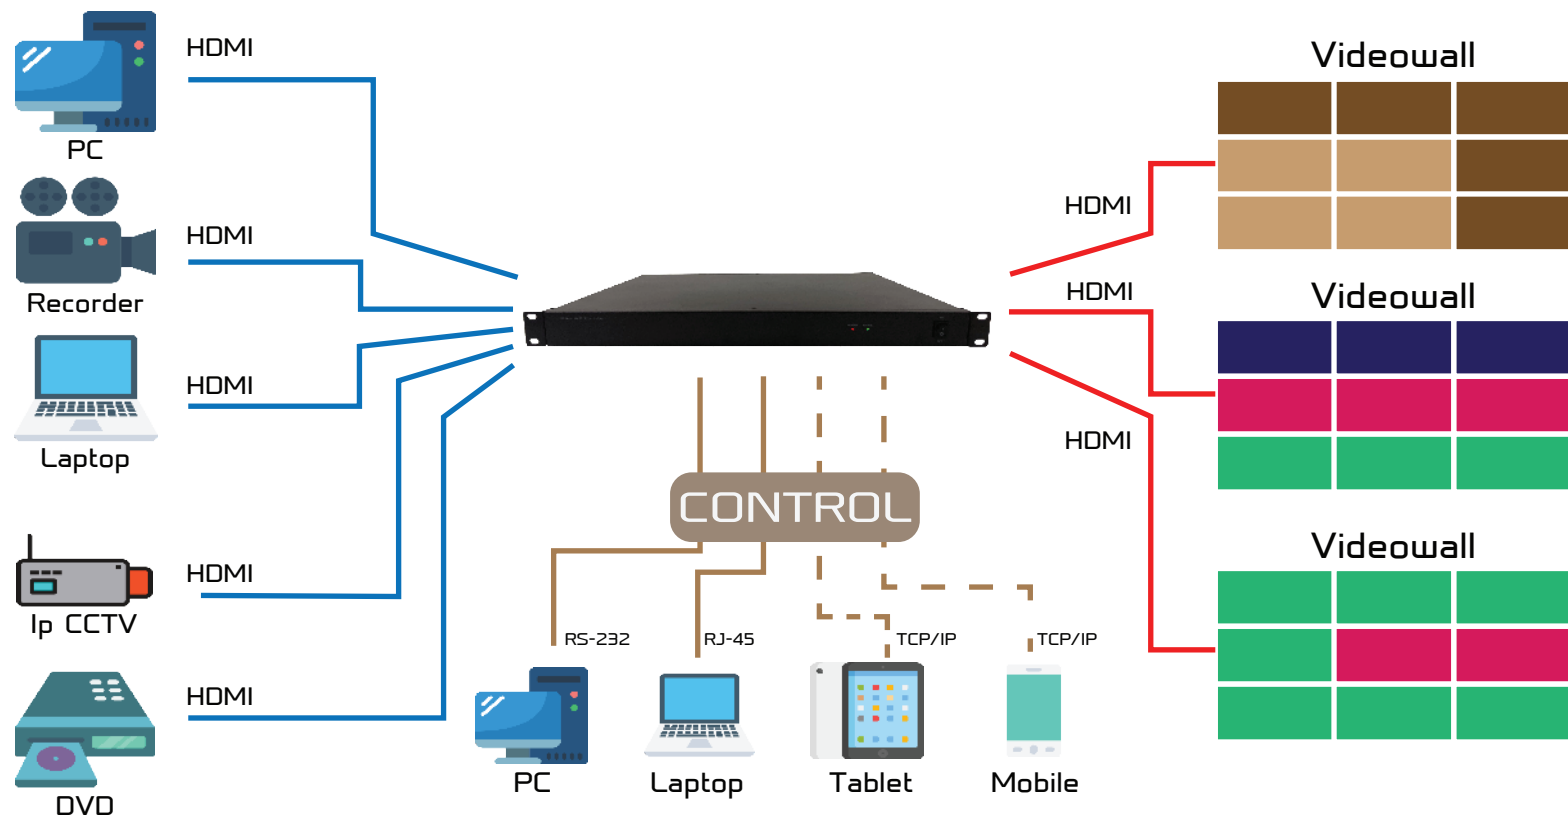 HDMI
PC
HDMI
Recorder
HDMI
Laptop
HDMI
Ip CCTV
HDMI
DVD
CONTROL
RS-232
RJ-45
TCP/IP
TCP/IP
PC
Laptop
Tablet
Mobile
HDMI
HDMI
HDMI
Videowall
Videowall
Videowall